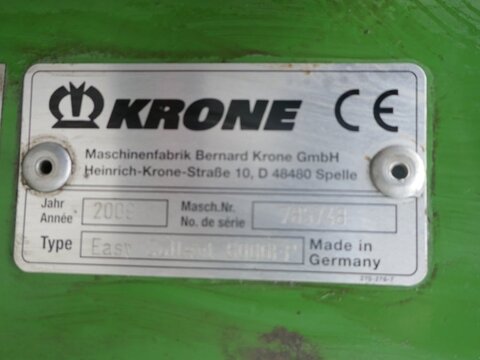 KRONE CE
Maschinenfabrik Bernard Krone GmbH
Heinrich-Krone-Straße 10, D 48480 Spelle
Jahr
Année
Masch.Nr.
No. de série
Type
Made in
Germany